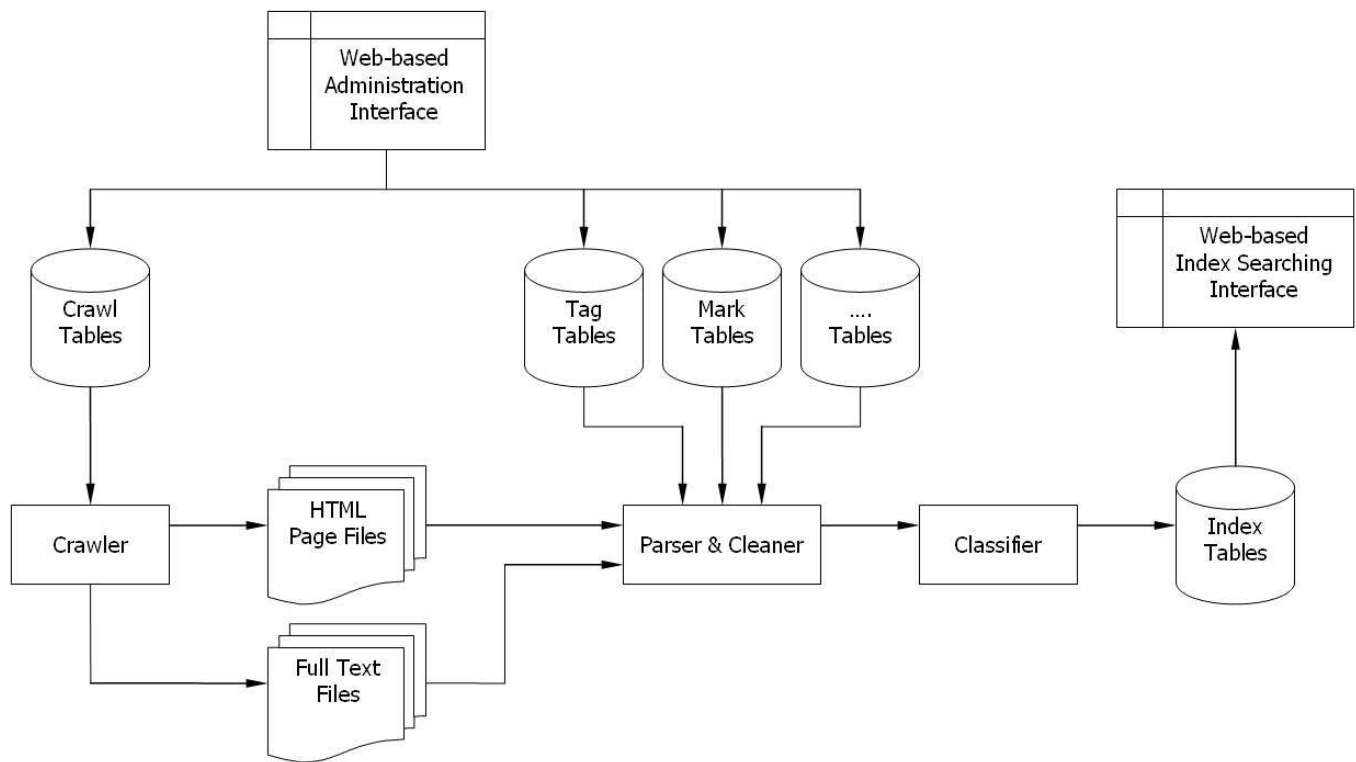 Web-based
Administration
Interface
Web-based
Index Searching
Interface
Crawl
Tables
Tag
Tables
Mark
Tables
....
Tables
HTML
Page Files
Crawler
Parser & Cleaner
Classifier
Index
Tables
Full Text
Files